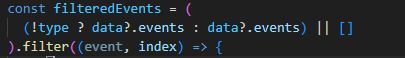 const filteredEvents = (
(!type ? data?.events : data?.events) || []
).filter((event, index) => {